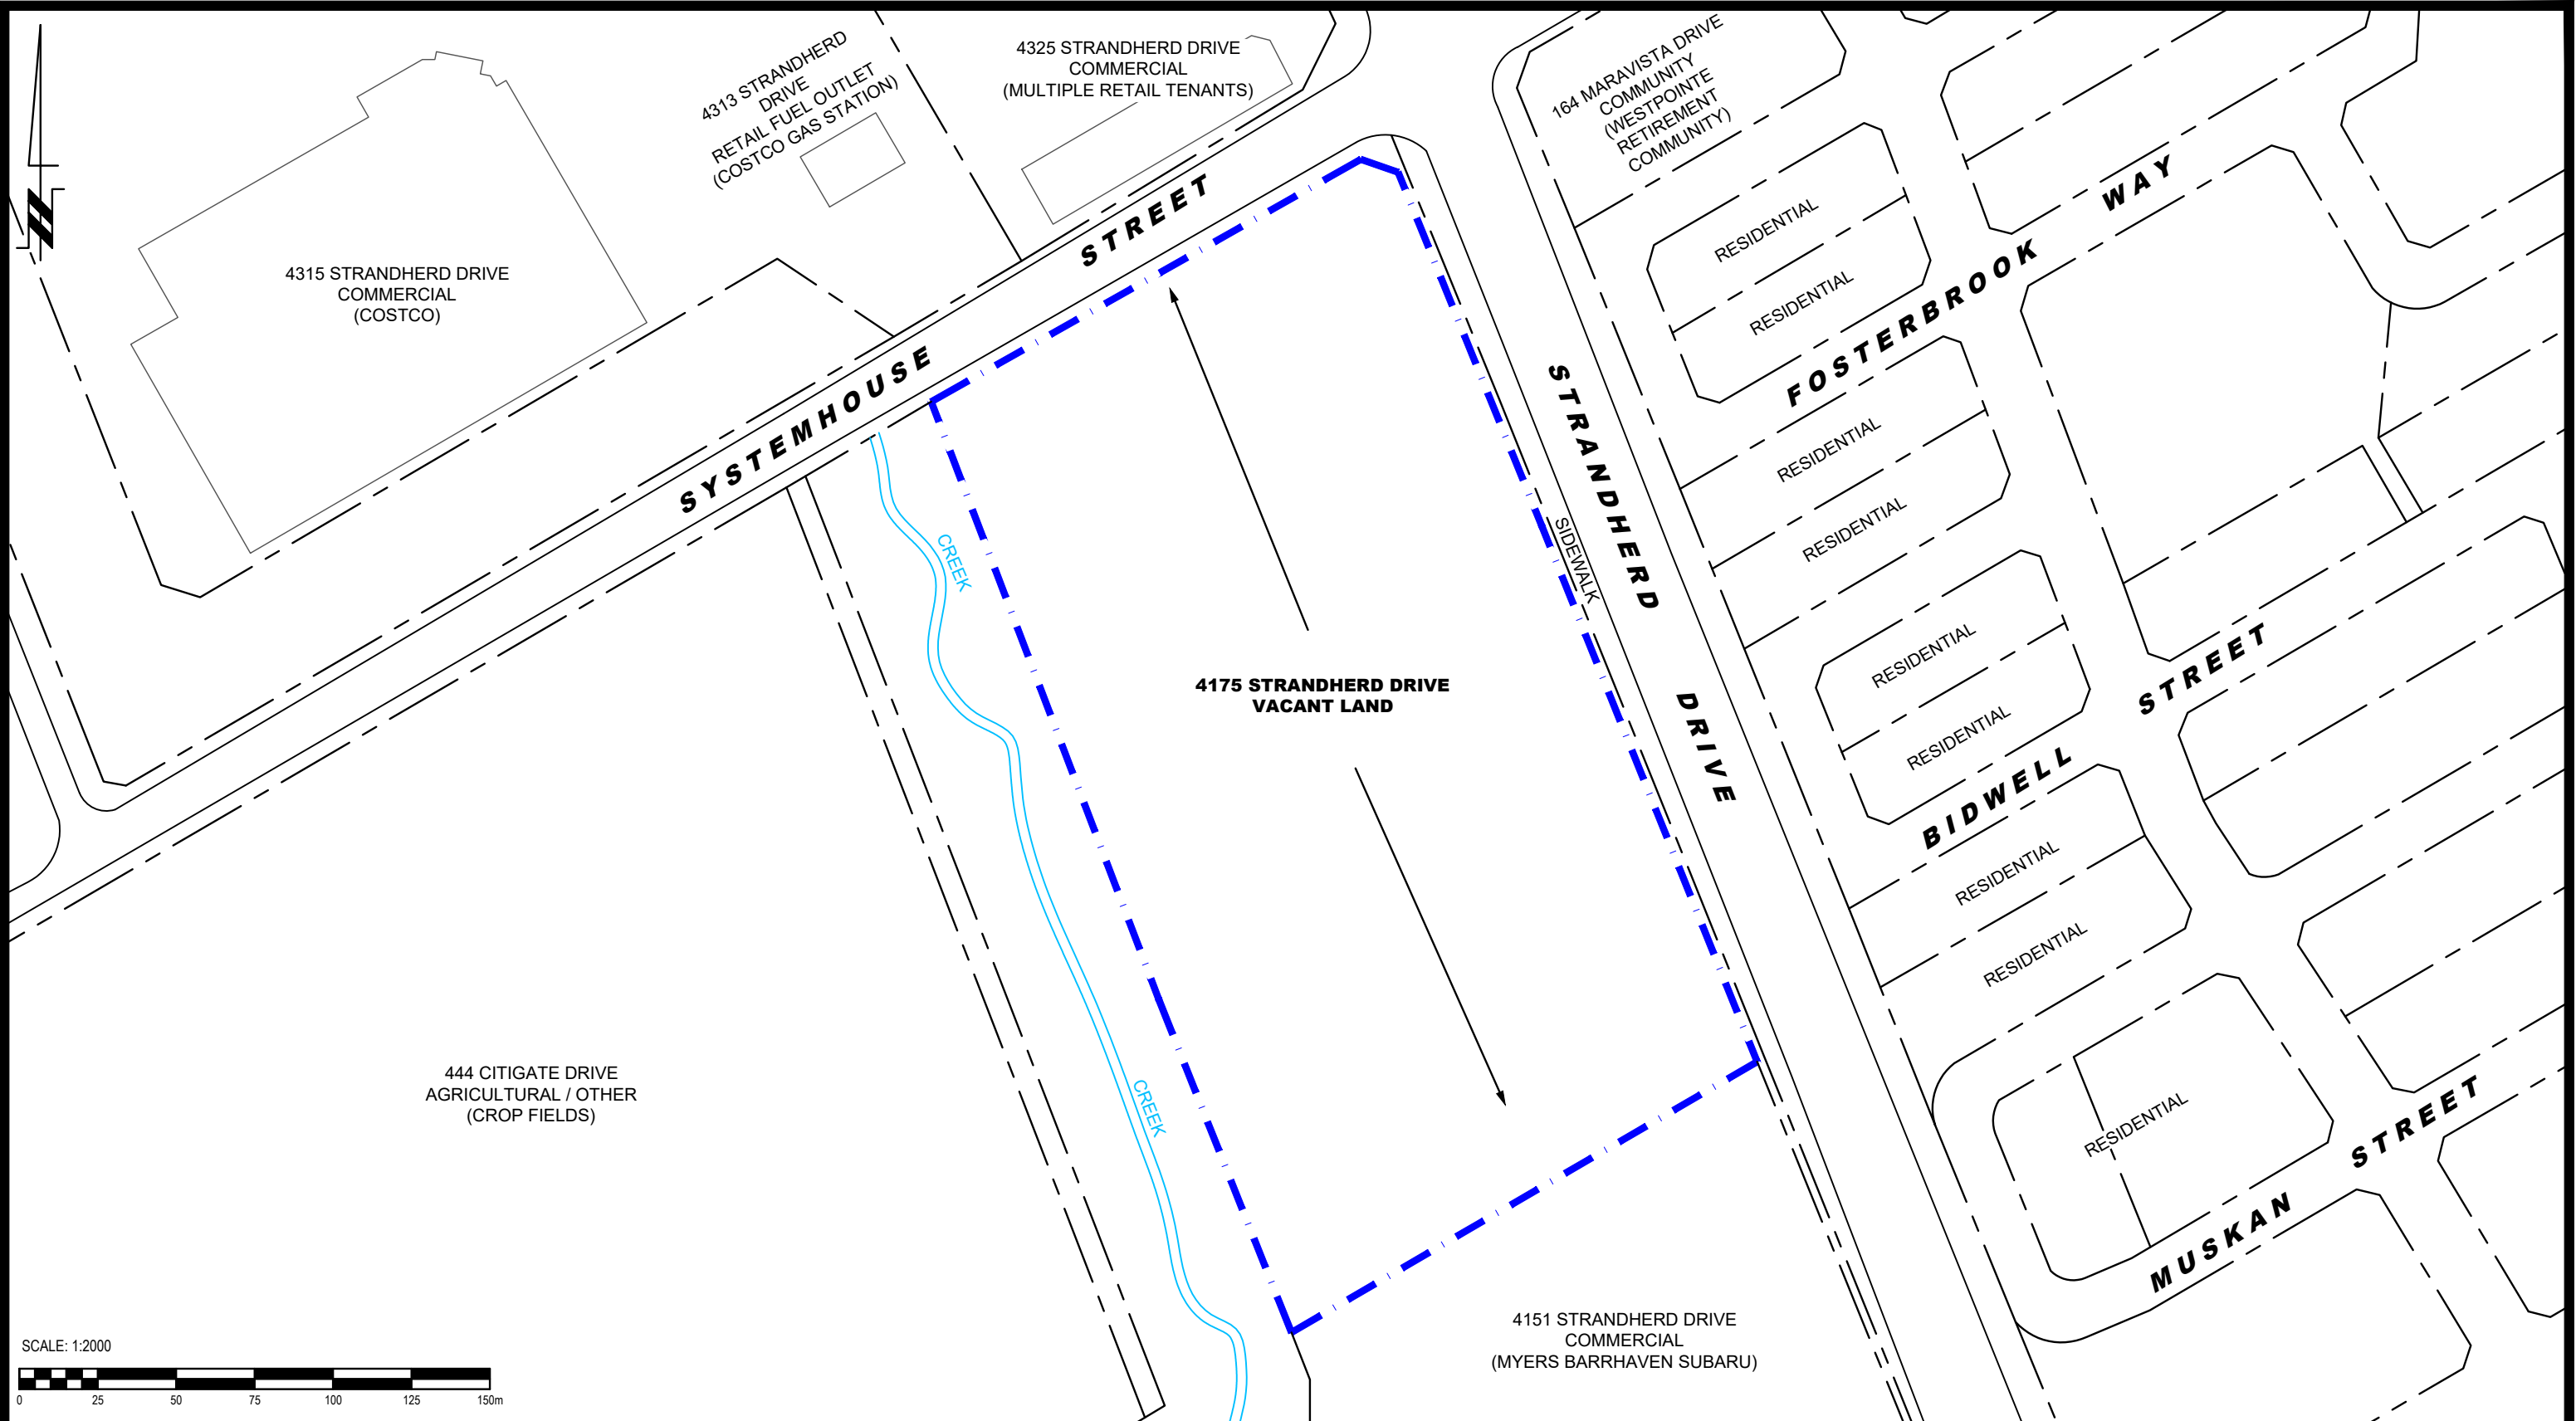 4313 STRANDHERD
DRIVE
RETAIL FUEL OUTLET
(COSTCO GAS STATION)
4325 STRANDHERD DRIVE
COMMERCIAL
(MULTIPLE RETAIL TENANTS)
164 MARAVISTA DRIVE
COMMUNITY
(WESTPOINTE
RETIREMENT
COMMUNITY)
4315 STRANDHERD DRIVE
COMMERCIAL
(COSTCO)
SYSTEMHOUSE STREET
STRANDHERD DRIVE
SIDEWALK
FOSTERBROOK WAY
RESIDENTIAL
RESIDENTIAL
RESIDENTIAL
RESIDENTIAL
CREEK
4175 STRANDHERD DRIVE
VACANT LAND
RESIDENTIAL
RESIDENTIAL
BIDWELL STREET
RESIDENTIAL
RESIDENTIAL
444 CITIGATE DRIVE
AGRICULTURAL / OTHER
(CROP FIELDS)
CREEK
RESIDENTIAL
MUSKAN STREET
4151 STRANDHERD DRIVE
COMMERCIAL
(MYERS BARRHAVEN SUBARU)
SCALE: 1:2000
0 25 50 75 100 125 150m
N